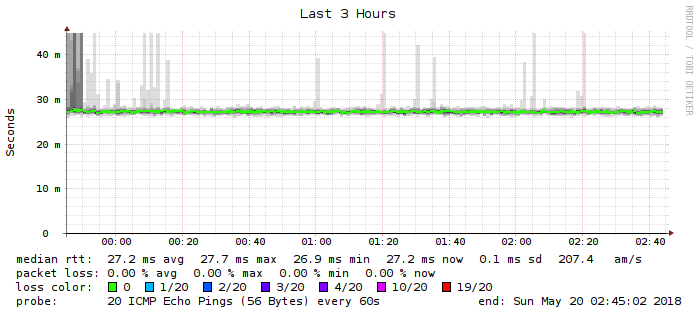 Last 3 Hours
RRDTOOL / TOBI OETIKER
Seconds
40 m
30 m
20 m
10 m
0
00:00 00:20 00:40 01:00 01:20 01:40 02:00 02:20 02:40
median rtt: 27.2 ms avg 27.7 ms max 26.9 ms min 27.2 ms now 0.1 ms sd 207.4 am/s
packet loss: 0.00 % avg 0.00 % max 0.00 % min 0.00 % now
loss color: 0 1/20 2/20 3/20 4/20 10/20 19/20
probe: 20 ICMP Echo Pings (56 Bytes) every 60s end: Sun May 20 02:45:02 2018